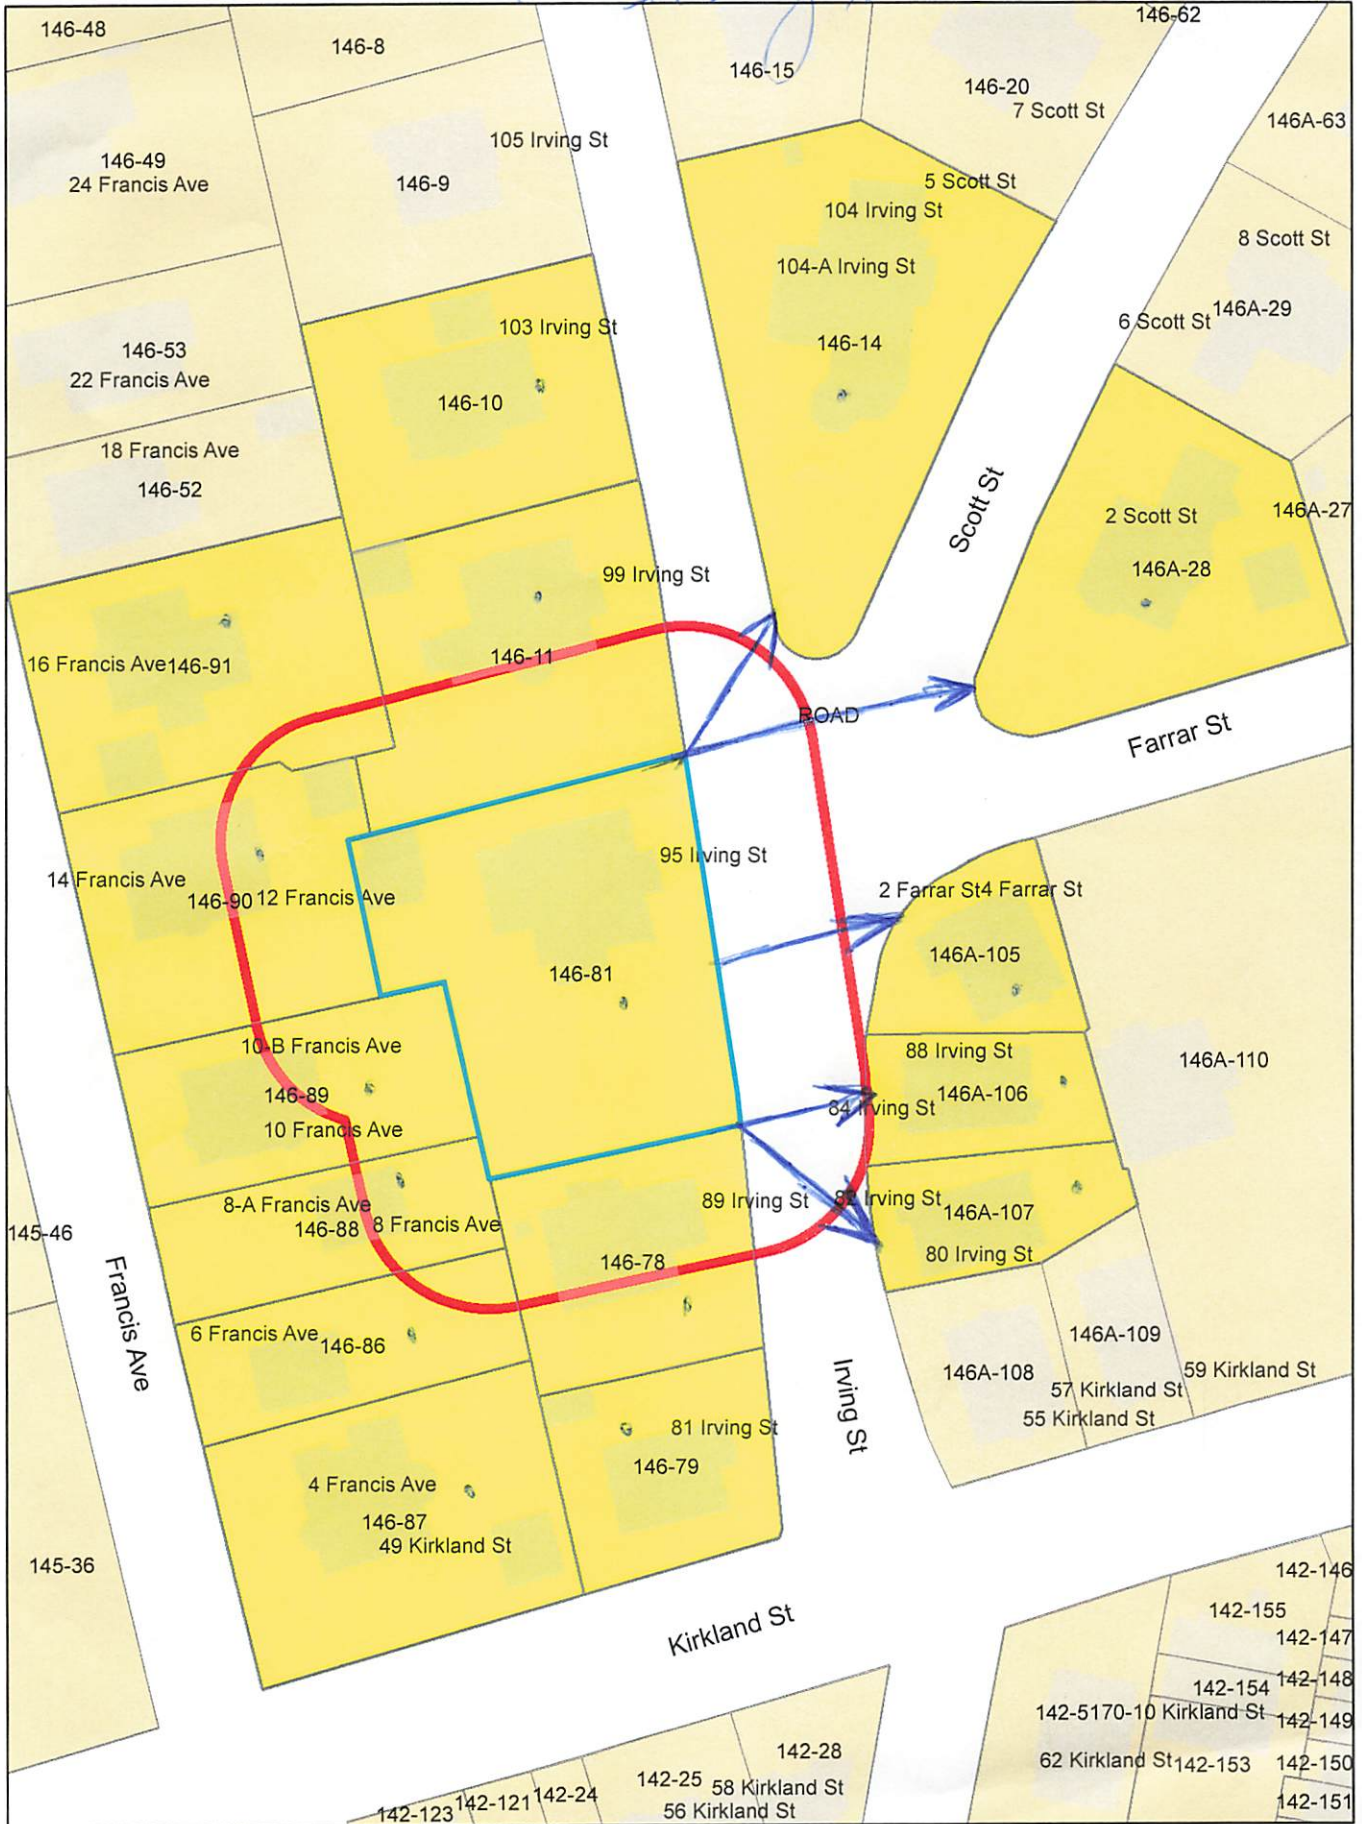 146-48
146-8
146-62
146-15
146-20
7 Scott St
146A-63
105 Irving St
146-49
24 Francis Ave
146-9
5 Scott St
104 Irving St
8 Scott St
104-A Irving St
146A-29
6 Scott St
103 Irving St
146-53
146-14
22 Francis Ave
146-10
18 Francis Ave
146-52
Scott St
2 Scott St
146A-27
146A-28
99 Irving St
146-11
16 Francis Ave
146-91
ROAD
Farrar St
95 Irving St
14 Francis Ave
146-90
12 Francis Ave
2 Farrar St
4 Farrar St
146A-105
146-81
10-B Francis Ave
88 Irving St
146A-110
146-89
84 Irving St
146A-106
10 Francis Ave
8-A Francis Ave
89 Irving St
82 Irving St
146A-107
145-46
146-88
8 Francis Ave
80 Irving St
146-78
Francis Ave
6 Francis Ave
146-86
146A-109
146A-108
59 Kirkland St
57 Kirkland St
55 Kirkland St
Irving St
81 Irving St
146-79
4 Francis Ave
146-87
49 Kirkland St
145-36
142-146
142-155
Kirkland St
142-147
142-148
142-154
142-5170-10 Kirkland St
142-149
62 Kirkland St
142-153
142-150
142-28
142-25
58 Kirkland St
142-24
142-121
142-123
56 Kirkland St
142-151